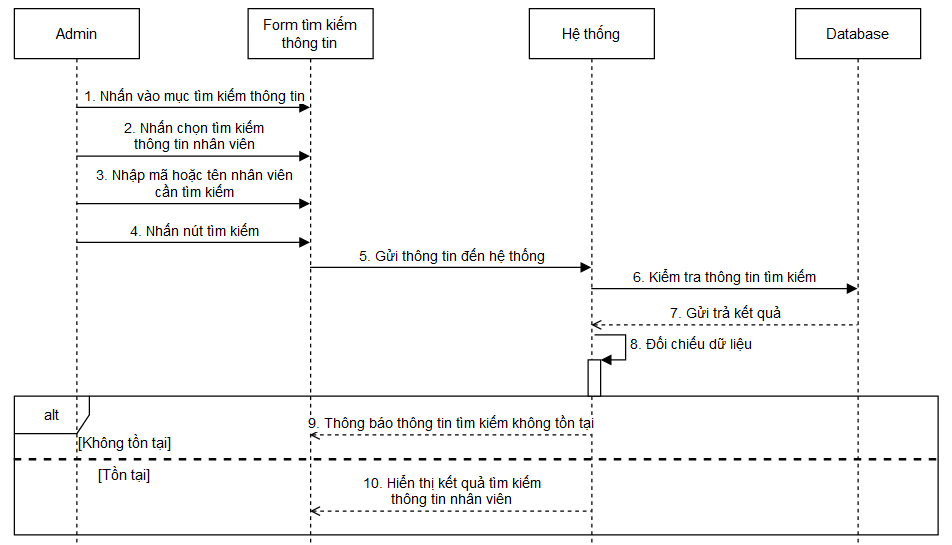 Admin
Form tìm kiếm
thông tin
Hệ thống
Database
1. Nhấn vào mục tìm kiếm thông tin
2. Nhấn chọn tìm kiếm
thông tin nhân viên
3. Nhập mã hoặc tên nhân viên
cần tìm kiếm
4. Nhấn nút tìm kiếm
5. Gửi thông tin đến hệ thống
6. Kiểm tra thông tin tìm kiếm
7. Gửi trả kết quả
8. Đối chiếu dữ liệu
alt
9. Thông báo thông tin tìm kiếm không tồn tại
[Không tồn tại]
[Tồn tại]
10. Hiển thị kết quả tìm kiếm
thông tin nhân viên